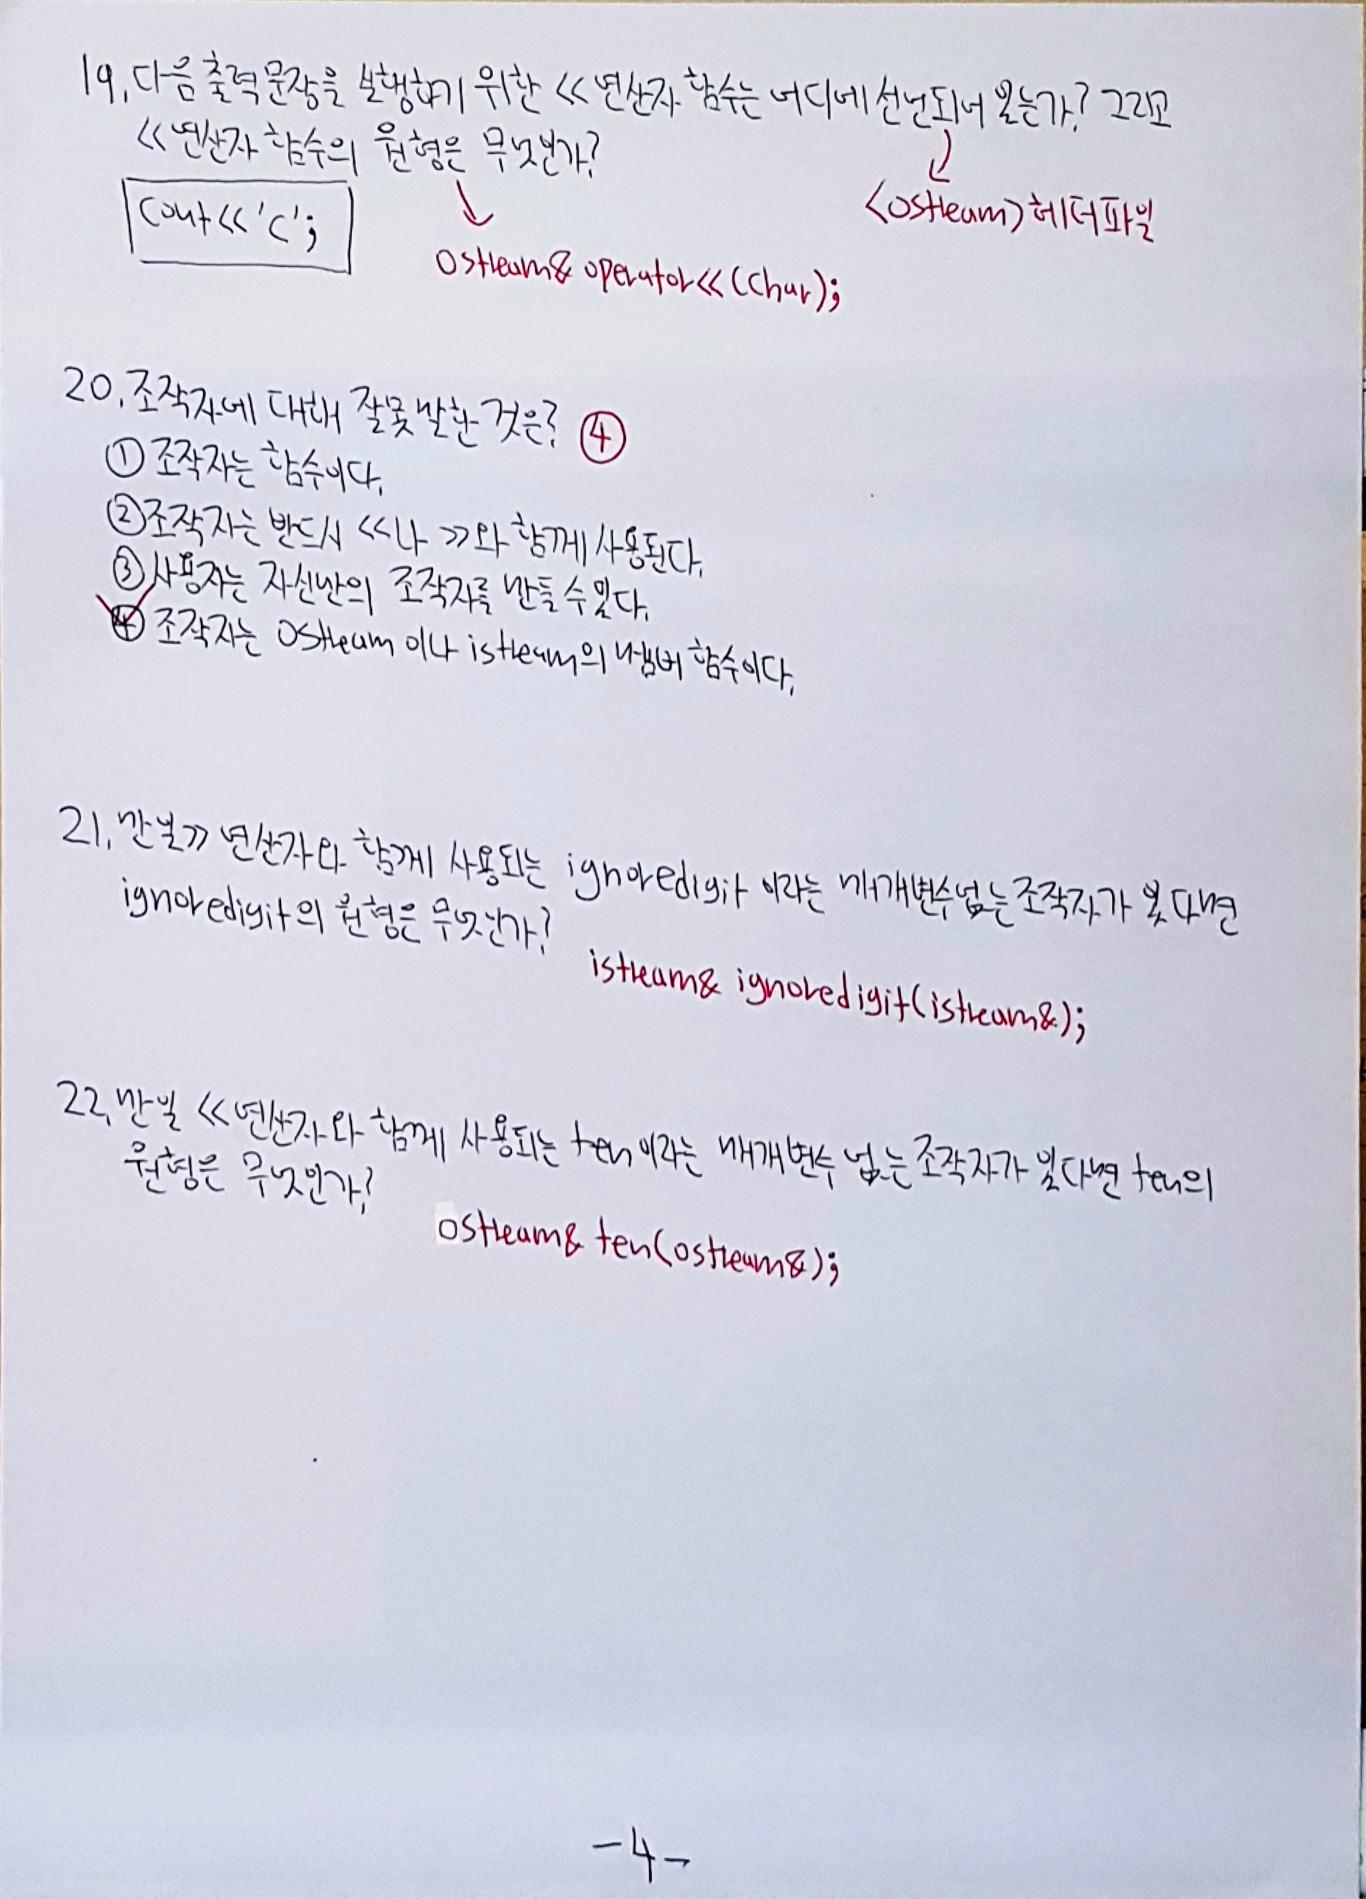 19. 다음 출력문장을 실행하기 위한 << 연산자 함수는 어디에 선언되어 있는가? 그리고
<< 연산자 함수의 원형은 무엇인가?
cout<<'c';
<ostream>헤더파일
ostream& operator<<(char);
20. 조작자에 대해 잘못 말한 것은? ④
① 조작자는 함수이다.
② 조작자는 반드시 <<나 >>와 함께 사용된다.
③ 사용자는 자신만의 조작자를 만들 수 있다.
④ 조작자는 ostream 이나 istream의 멤버 함수이다.
21. 만일 >> 연산자와 함께 사용되는 ignoredigit 이라는 매개변수 없는 조작자가 있다면
ignoredigit의 원형은 무엇인가?
istream& ignoredigit(istream&);
22. 만일 << 연산자와 함께 사용되는 ten이라는 매개변수 없는 조작자가 있다면 ten의
원형은 무엇인가?
ostream& ten(ostream&);
-4-